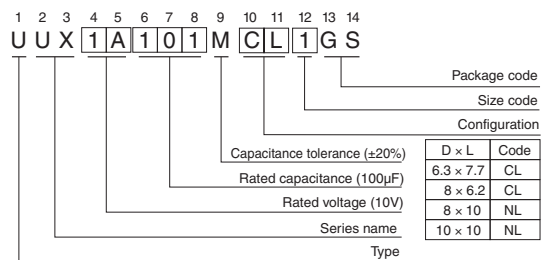 1 2 3 4 5 6 7 8 9 10 11 12 13 14
U U X 1 A 1 0 1 M C L 1 G S
Package code
Size code
Configuration
Capacitance tolerance (±20%)
Rated capacitance (100μF)
Rated voltage (10V)
Series name
Type
D × L Code
6.3 × 7.7 CL
8 × 6.2 CL
8 × 10 NL
10 × 10 NL